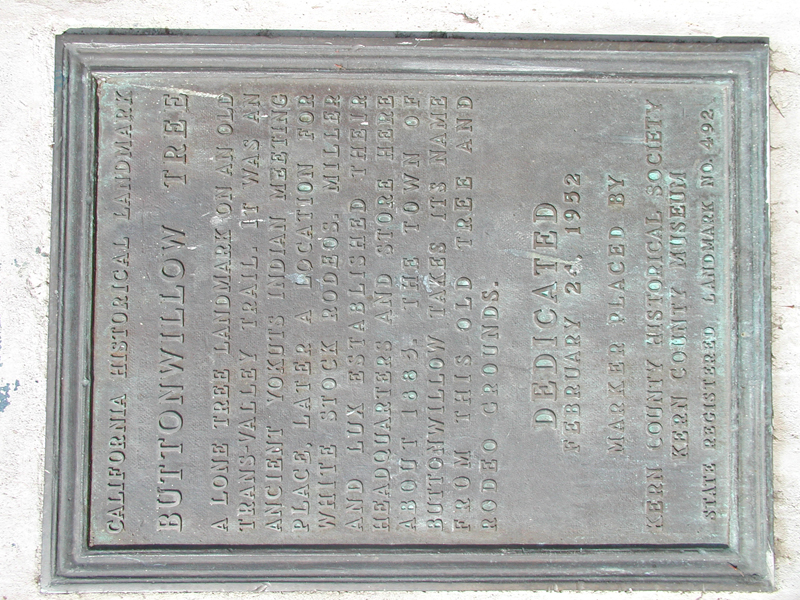 CALIFORNIA HISTORICAL LANDMARK
BUTTONWILLOW TREE
A LONE TREE LANDMARK ON AN OLD
TRANS-VALLEY TRAIL. IT WAS AN
ANCIENT YOKUTS INDIAN MEETING
PLACE, LATER A LOCATION FOR
WHITE STOCK RODEOS. MILLER
AND LUX ESTABLISHED THEIR
HEADQUARTERS AND STORE HERE
ABOUT 1885. THE TOWN OF
BUTTONWILLOW TAKES ITS NAME
FROM THIS OLD TREE AND
RODEO GROUNDS.
DEDICATED
FEBRUARY 1952
MARKER PLACED BY
KERN COUNTY HISTORICAL SOCIETY
KERN COUNTY MUSEUM
STATE REGISTERED LANDMARK NO. 492